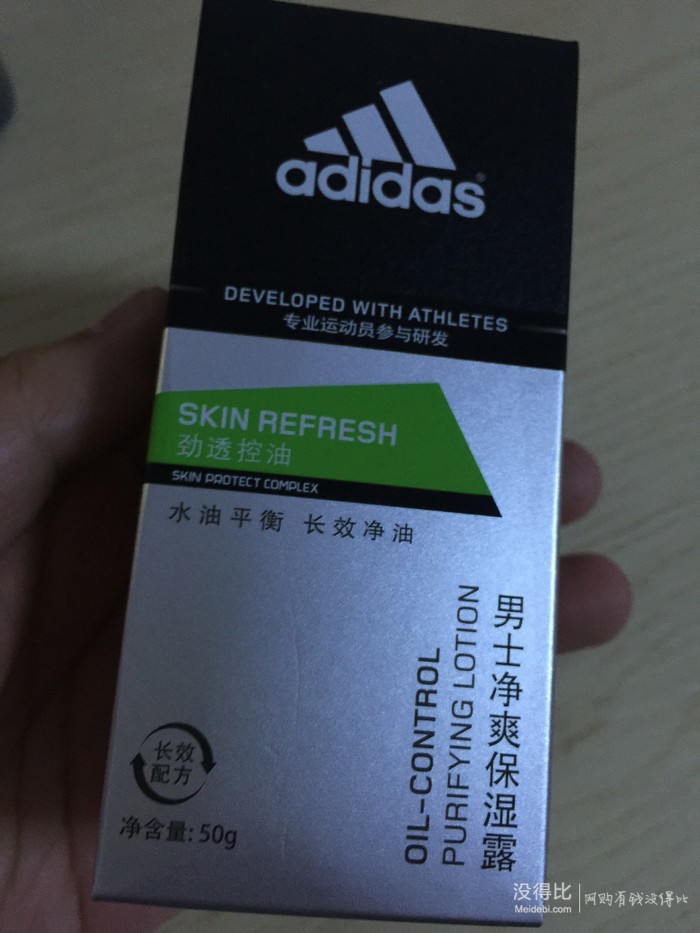 adidas®
DEVELOPED WITH ATHLETES
专业运动员参与研发
SKIN REFRESH
劲透控油
SKIN PROTECT COMPLEX
水油平衡 长效净油
男士净爽保湿露
OIL-CONTROL
PURIFYING LOTION
长效
配方
净含量: 50g
没得比
Meidebi.com
网购有钱没得比